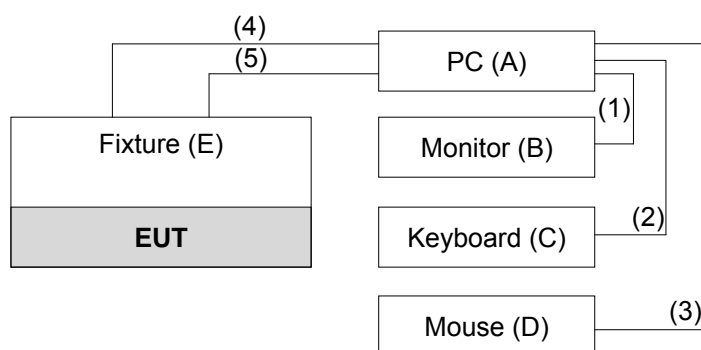 (4)
(5)
PC (A)
(1)
Fixture (E)
Monitor (B)
EUT
Keyboard (C)
(2)
Mouse (D)
(3)